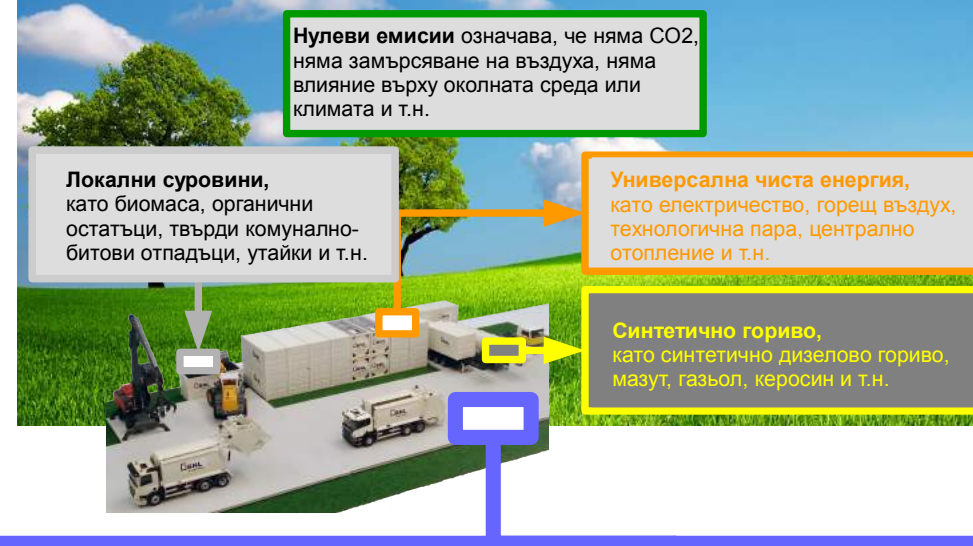 Нулеви емисии означава, че няма CO2,
няма замърсяване на въздуха, няма
влияние върху околната среда или
климата и т.н.
Локални суровини,
като биомаса, органични
остатъци, твърди комунално-
битови отпадъци, утайки и т.н.
Универсална чиста енергия,
като електричество, горещ въздух,
технологична пара, централно
отопление и т.н.
Синтетично гориво,
като синтетично дизелово гориво,
мазут, газьол, керосин и т.н.